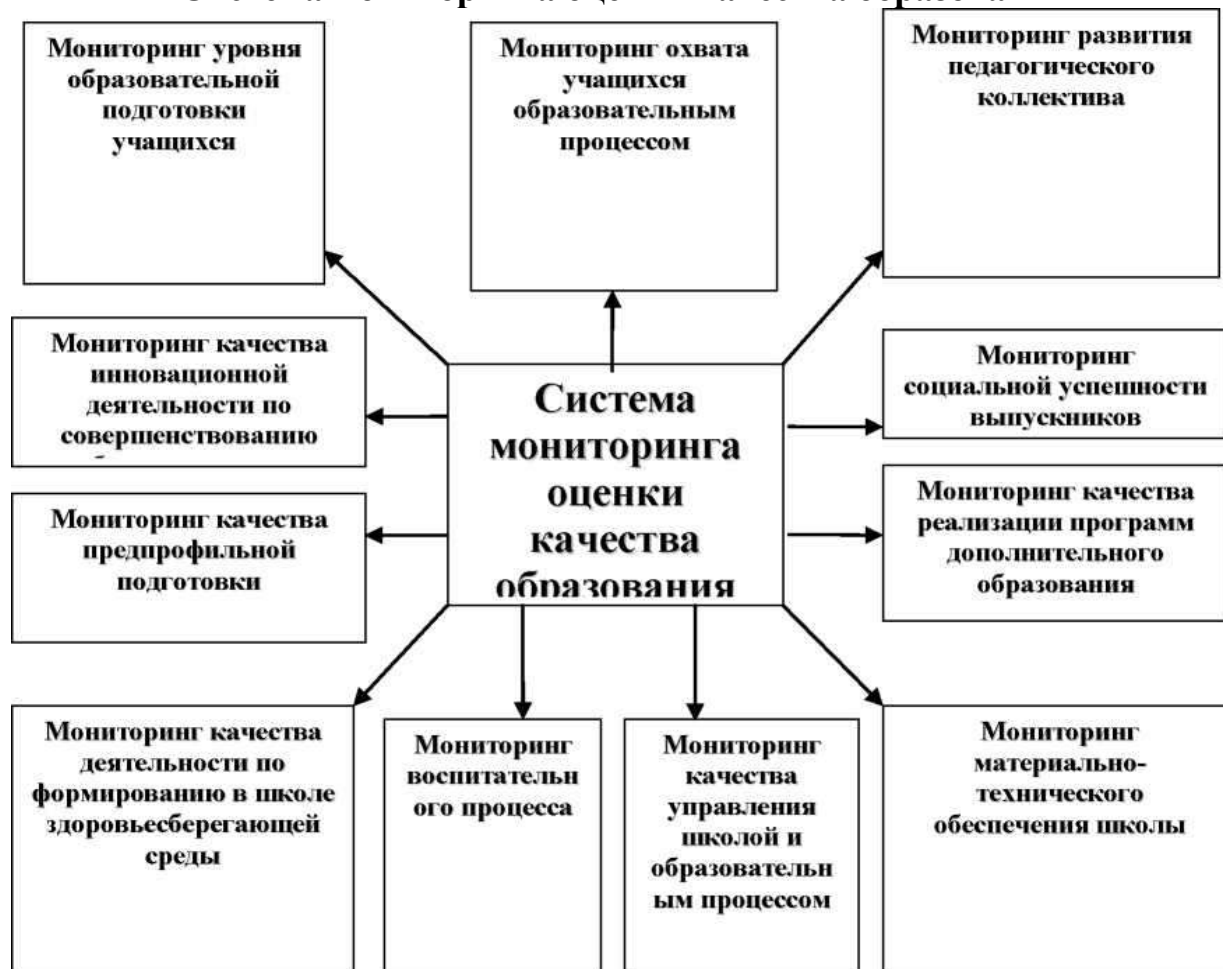 Мониторинг уровня
образовательной
подготовки
учащихся
Мониторинг охвата
учащихся
образовательным
процессом
Мониторинг развития
педагогического
коллектива
Мониторинг качества
инновационной
деятельности по
совершенствованию
Система
мониторинга
оценки
качества
образования
Мониторинг
социальной успешности
выпускников
Мониторинг качества
предпрофильной
подготовки
Мониторинг качества
реализации программ
дополнительного
образования
Мониторинг качества
деятельности по
формированию в школе
здоровьесберегающей
среды
Мониторинг
воспитательн
ого процесса
Мониторинг
качества
управления
школой и
образовательн
ым процессом
Мониторинг
материально-
технического
обеспечения школы